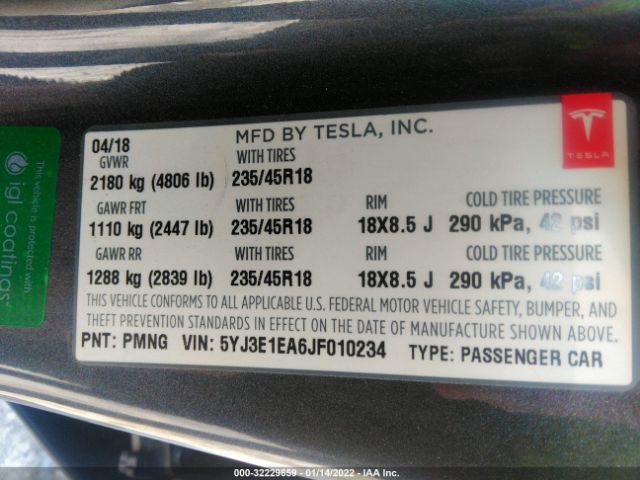 04/18 MFD BY TESLA, INC.
GVWR WITH TIRES
2180 kg (4806 lb) 235/45R18
GAWR FRT WITH TIRES RIM COLD TIRE PRESSURE
1110 kg (2447 lb) 235/45R18 18X8.5 J 290 kPa, 42 psi
GAWR RR WITH TIRES RIM COLD TIRE PRESSURE
1288 kg (2839 lb) 235/45R18 18X8.5 J 290 kPa, 42 psi
THIS VEHICLE CONFORMS TO ALL APPLICABLE U.S. FEDERAL MOTOR VEHICLE SAFETY, BUMPER, AND
THEFT PREVENTION STANDARDS IN EFFECT ON THE DATE OF MANUFACTURE SHOWN ABOVE.
PNT: PMNG VIN: 5YJ3E1EA6JF010234 TYPE: PASSENGER CAR
TESLA
igl coatings
This vehicle is protected with
000-32229659 - 01/14/2022 - IAA Inc.